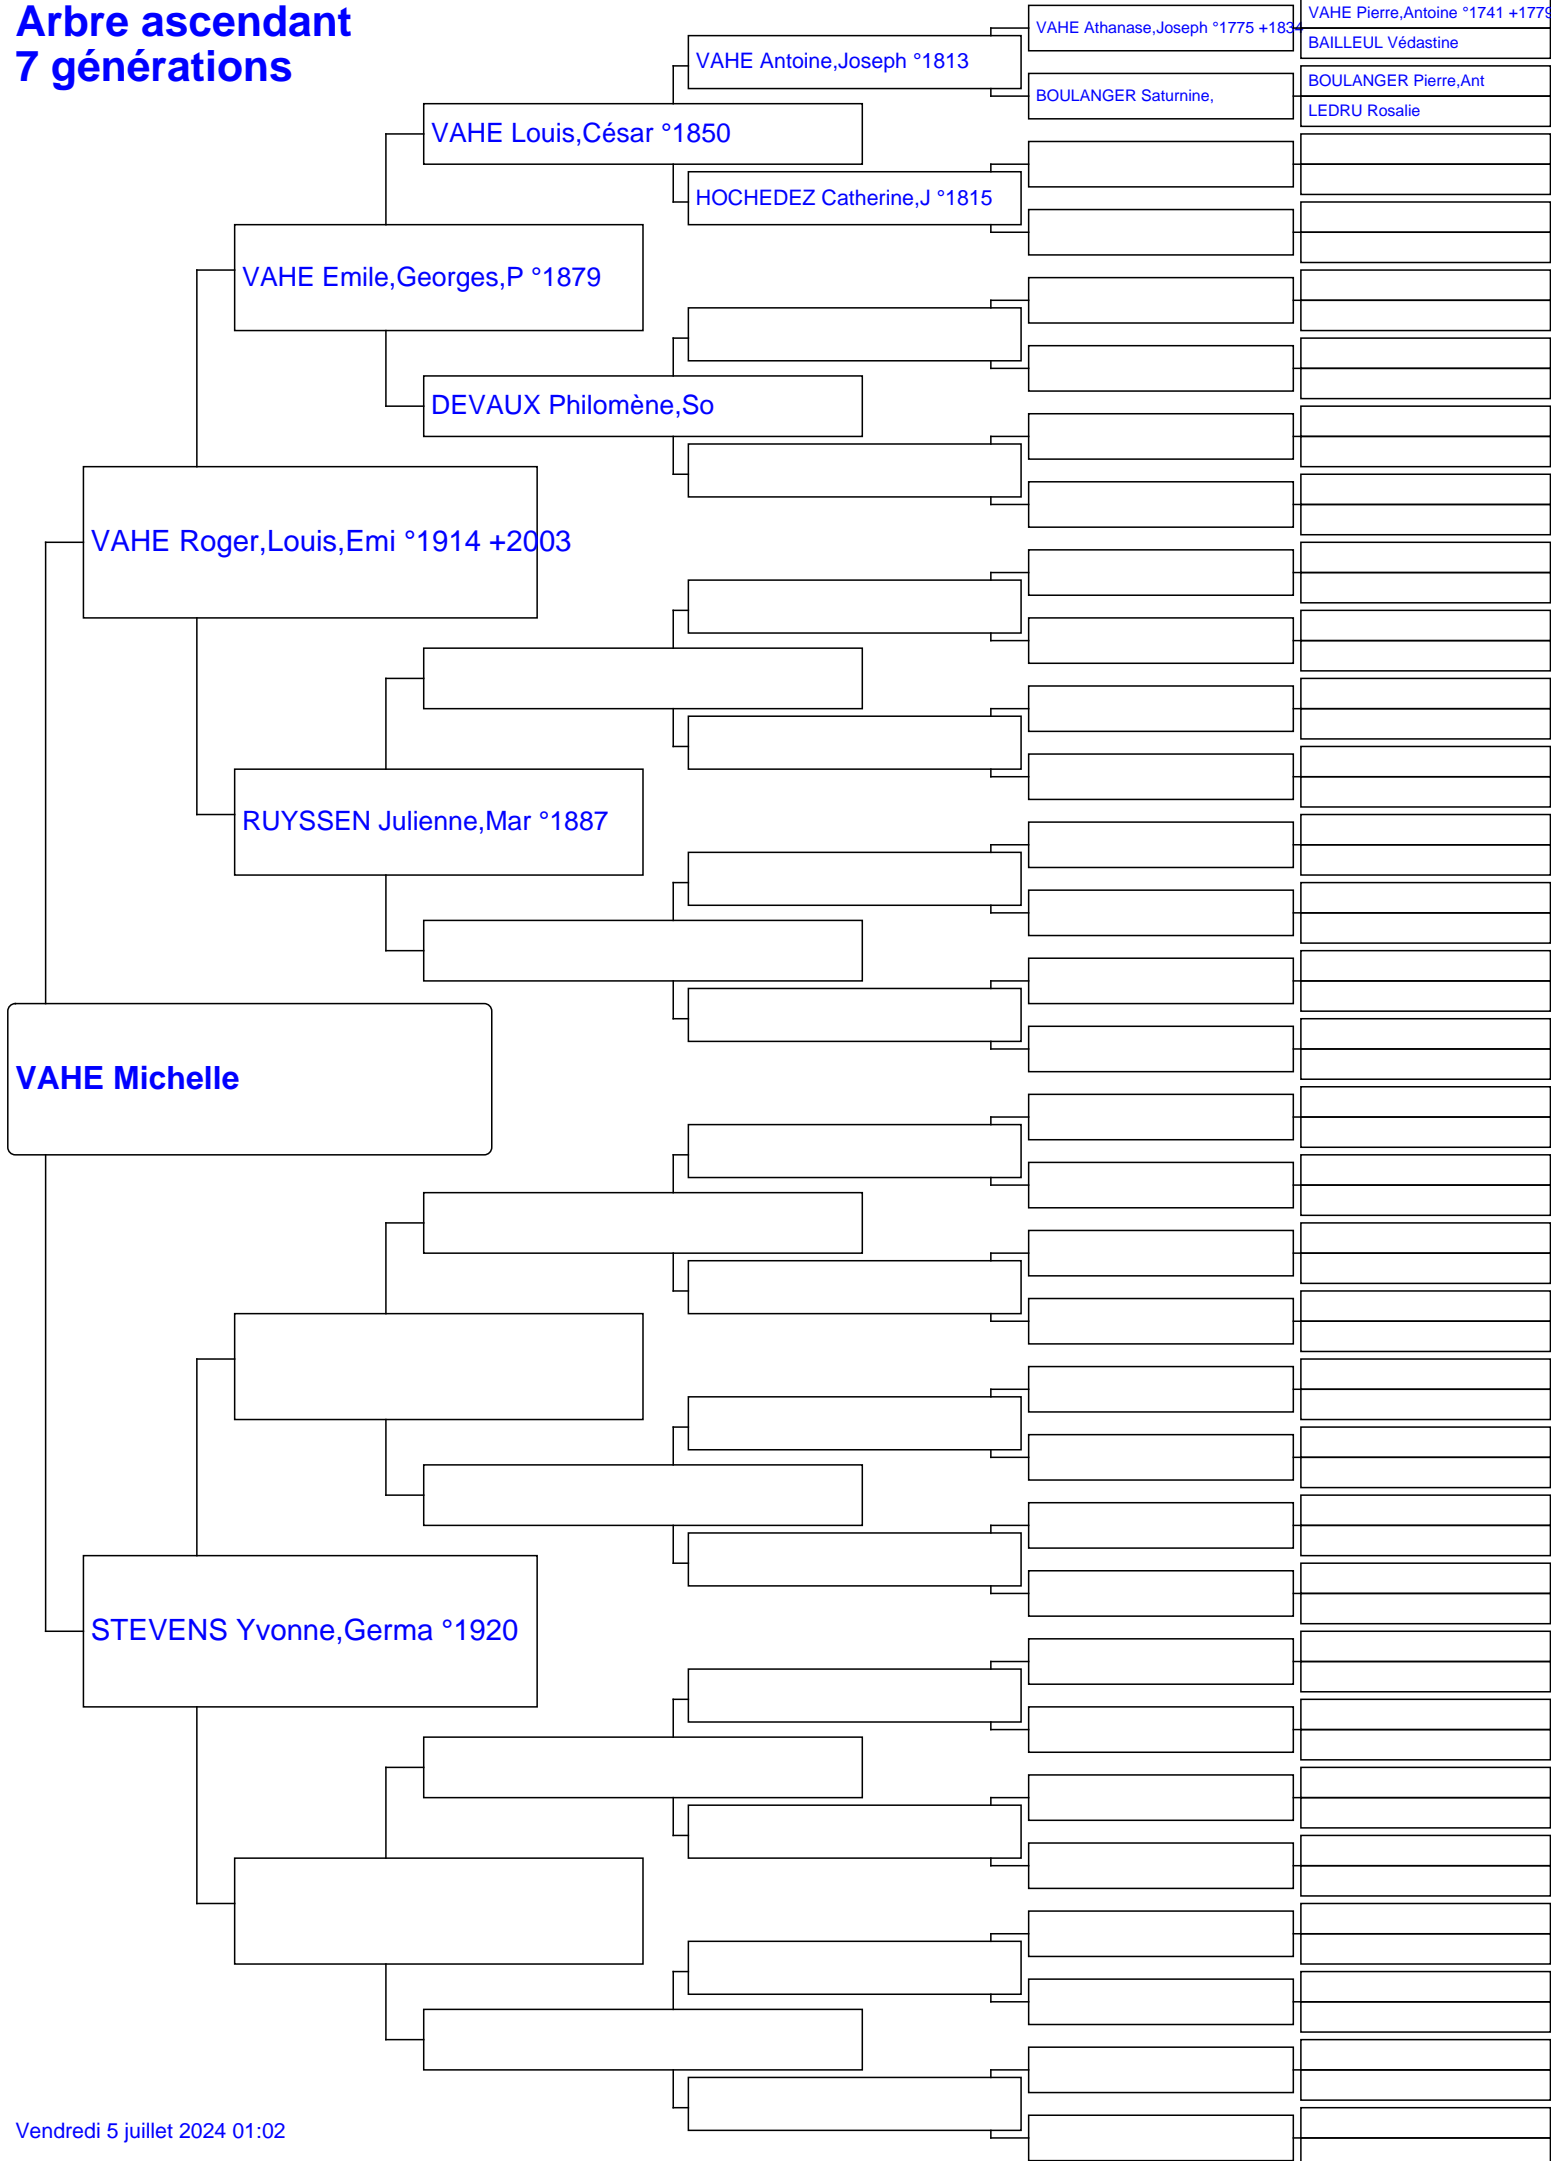 Arbre ascendant
7 générations
VAHE Pierre,Antoine °1741 +1779
VAHE Athanase,Joseph °1775 +1834
BAILLEUL Védastine
VAHE Antoine,Joseph °1813
BOULANGER Pierre,Ant
BOULANGER Saturnine,
LEDRU Rosalie
VAHE Louis,César °1850
HOCHEDEZ Catherine,J °1815
VAHE Emile,Georges,P °1879
DEVAUX Philomène,So
VAHE Roger,Louis,Emi °1914 +2003
RUYSSEN Julienne,Mar °1887
VAHE Michelle
STEVENS Yvonne,Germa °1920
Vendredi 5 juillet 2024 01:02